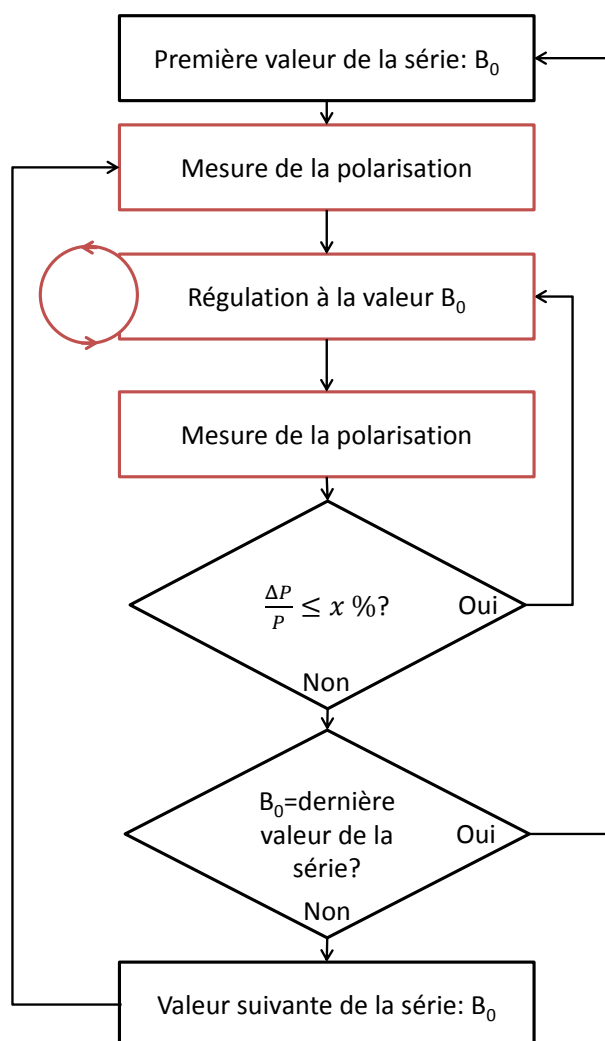 Première valeur de la série: B₀
Mesure de la polarisation
Régulation à la valeur B₀
Mesure de la polarisation
ΔP/P ≤ x %?
Oui
Non
B₀=dernière
valeur de la
série?
Oui
Non
Valeur suivante de la série: B₀